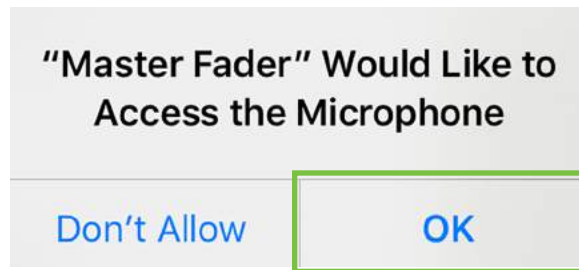 “Master Fader” Would Like to
Access the Microphone
Don’t Allow
OK